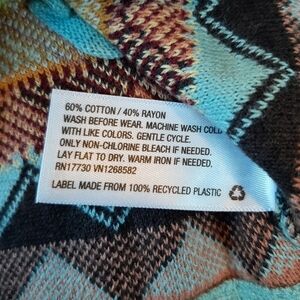 60% COTTON / 40% RAYON
WASH BEFORE WEAR. MACHINE WASH COLD
WITH LIKE COLORS. GENTLE CYCLE.
ONLY NON-CHLORINE BLEACH IF NEEDED.
LAY FLAT TO DRY. WARM IRON IF NEEDED.
RN17730 VN1268582
LABEL MADE FROM 100% RECYCLED PLASTIC